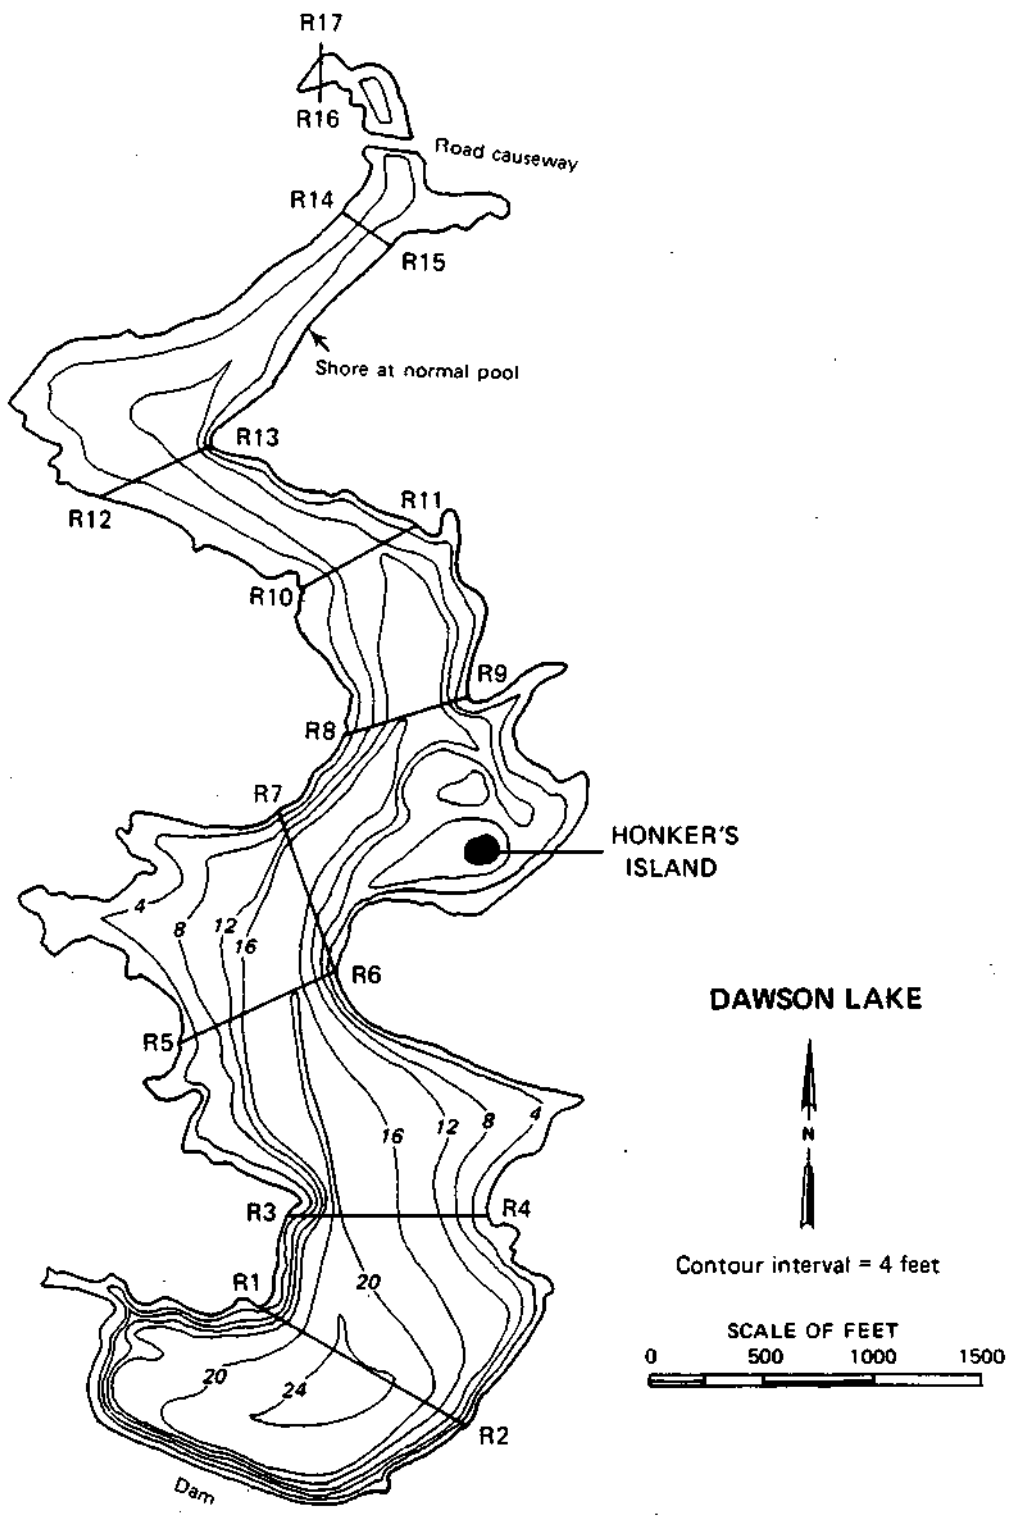 R17
R16
Road causeway
R14
R15
Shore at normal pool
R13
R12
R11
R10
R9
R8
R7
HONKER'S
ISLAND
4
8
12
16
R6
R5
DAWSON LAKE
N
16
12
8
4
R3
R4
Contour interval = 4 feet
R1
20
SCALE OF FEET
0 500 1000 1500
20
24
R2
Dam